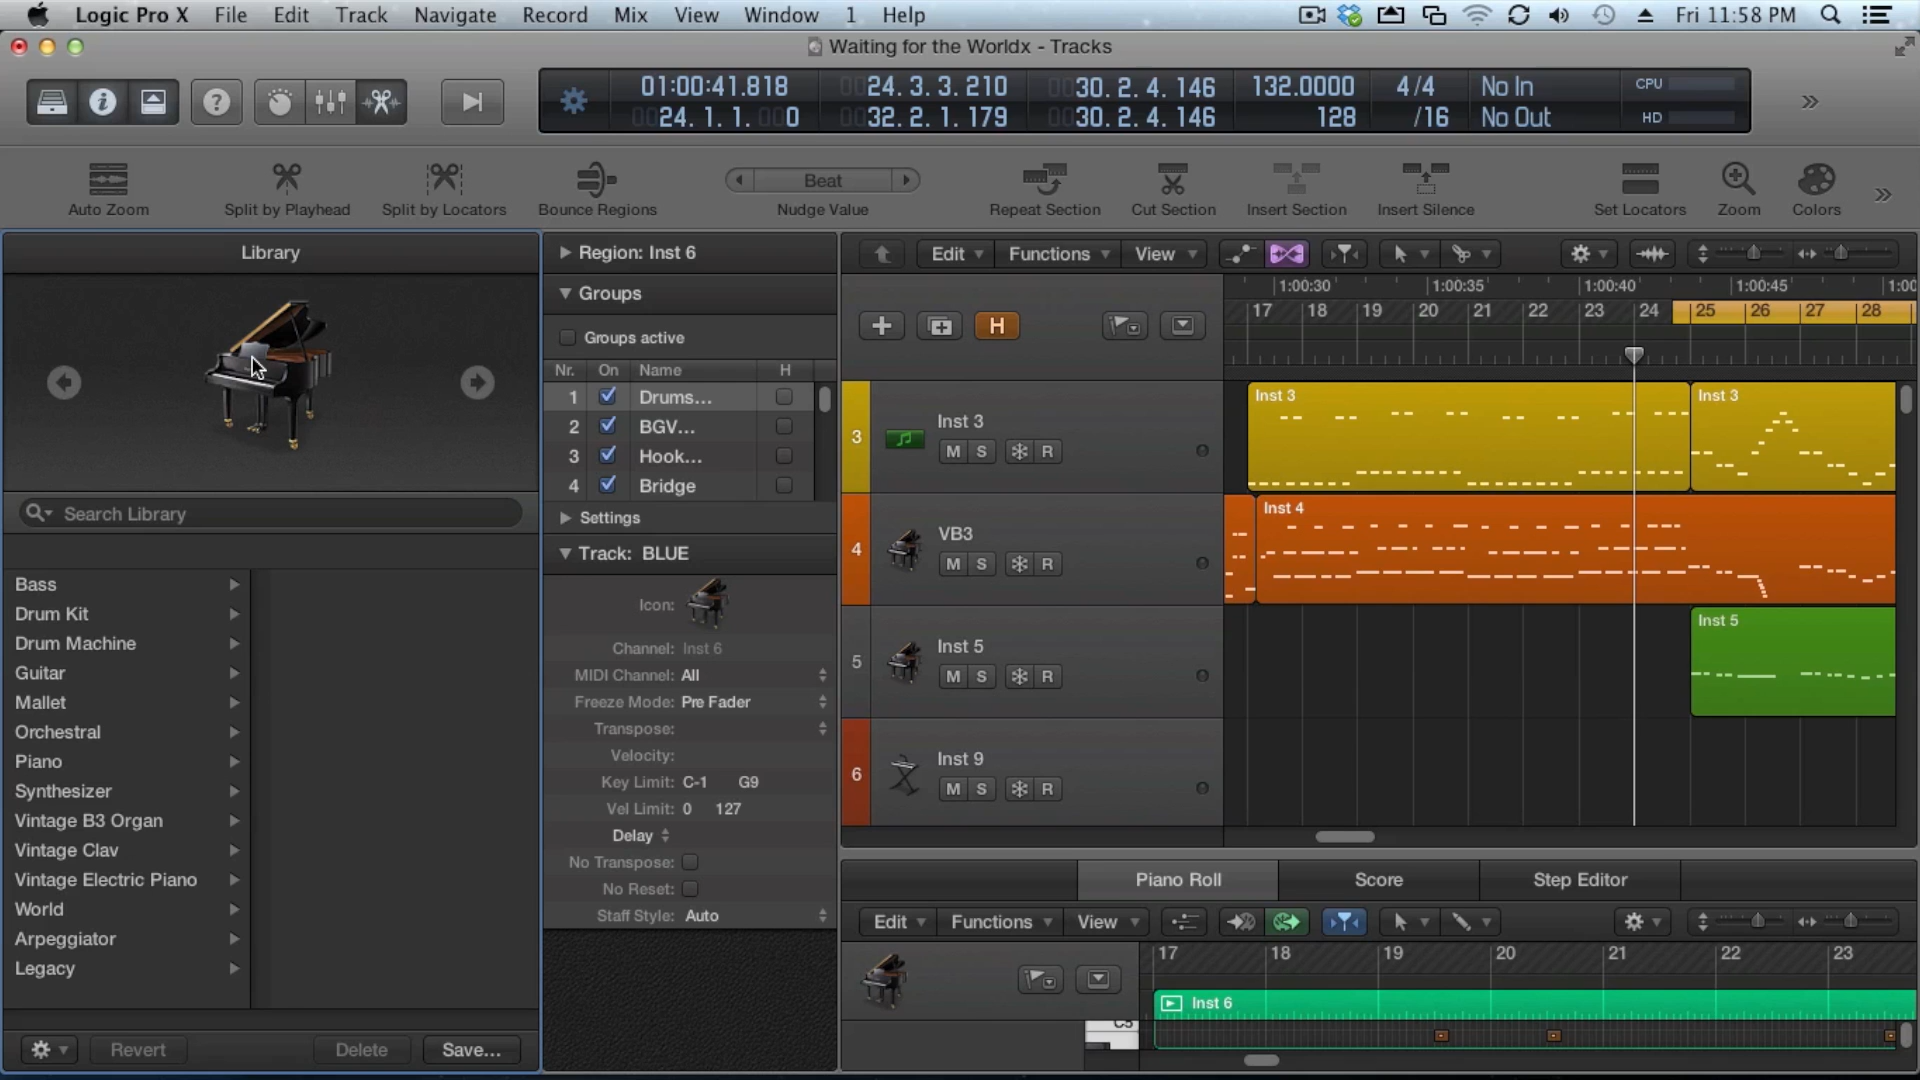 Logic Pro X File Edit Track Navigate Record Mix View Window 1 Help Fri 11:58 PM
Waiting for the Worldx - Tracks
01:00:41.818 24. 3. 3. 210 30. 2. 4. 146 132.0000 4/4 No In CPU
24. 1. 1. 0 32. 2. 1. 179 30. 2. 4. 146 128 /16 No Out HD
Beat
Auto Zoom Split by Playhead Split by Locators Bounce Regions Nudge Value Repeat Section Cut Section Insert Section Insert Silence Set Locators Zoom Colors
Library
Search Library
Bass
Drum Kit
Drum Machine
Guitar
Mallet
Orchestral
Piano
Synthesizer
Vintage B3 Organ
Vintage Clav
Vintage Electric Piano
World
Arpeggiator
Legacy
Revert Delete Save...
Region: Inst 6
Groups
Groups active
Nr. On Name H
1 Drums...
2 BGV...
3 Hook...
4 Bridge
Settings
Track: BLUE
Icon:
Channel: Inst 6
MIDI Channel: All
Freeze Mode: Pre Fader
Transpose:
Velocity:
Key Limit: C-1 G9
Vel Limit: 0 127
Delay
No Transpose:
No Reset:
Staff Style: Auto
Edit Functions View
1:00:30 1:00:35 1:00:40 1:00:45 1:00
17 18 19 20 21 22 23 24 25 26 27 28
H
3 Inst 3
M S R
Inst 3 Inst 3
4 VB3
M S R
Inst 4
5 Inst 5
M S R
Inst 5
6 Inst 9
M S R
Piano Roll Score Step Editor
Edit Functions View
17 18 19 20 21 22 23
Inst 6
C5